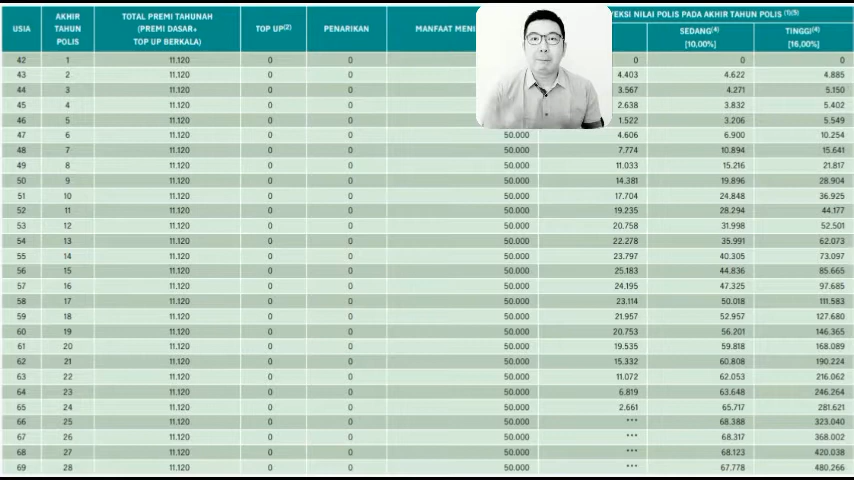 USIA AKHIR TAHUN POLIS TOTAL PREMI TAHUNAH (PREMI DASAR+ TOP UP BERKALA) TOP UP(2) PENARIKAN MANFAAT MENI YEKSI NILAI POLIS PADA AKHIR TAHUN POLIS (1)(5)
SEDANG(4) [10,00%] TINGGI(4) [16,00%]
42 1 11.120 0 0 0 0 0
43 2 11.120 0 0 4.403 4.622 4.885
44 3 11.120 0 0 3.567 4.271 5.150
45 4 11.120 0 0 2.638 3.832 5.402
46 5 11.120 0 0 1.522 3.206 5.549
47 6 11.120 0 0 50.000 4.606 6.900 10.254
48 7 11.120 0 0 50.000 7.774 10.894 15.641
49 8 11.120 0 0 50.000 11.033 15.216 21.817
50 9 11.120 0 0 50.000 14.381 19.896 28.904
51 10 11.120 0 0 50.000 17.704 24.848 36.925
52 11 11.120 0 0 50.000 19.235 28.294 44.177
53 12 11.120 0 0 50.000 20.758 31.998 52.501
54 13 11.120 0 0 50.000 22.278 35.991 62.073
55 14 11.120 0 0 50.000 23.797 40.305 73.097
56 15 11.120 0 0 50.000 25.183 44.836 85.665
57 16 11.120 0 0 50.000 24.195 47.325 97.685
58 17 11.120 0 0 50.000 23.114 50.018 111.583
59 18 11.120 0 0 50.000 21.957 52.957 127.680
60 19 11.120 0 0 50.000 20.753 56.201 146.365
61 20 11.120 0 0 50.000 19.535 59.818 168.089
62 21 11.120 0 0 50.000 15.332 60.808 190.224
63 22 11.120 0 0 50.000 11.072 62.053 216.062
64 23 11.120 0 0 50.000 6.819 63.648 246.264
65 24 11.120 0 0 50.000 2.661 65.717 281.621
66 25 11.120 0 0 50.000 *** 68.388 323.040
67 26 11.120 0 0 50.000 *** 68.317 368.002
68 27 11.120 0 0 50.000 *** 68.123 420.038
69 28 11.120 0 0 50.000 *** 67.778 480.266